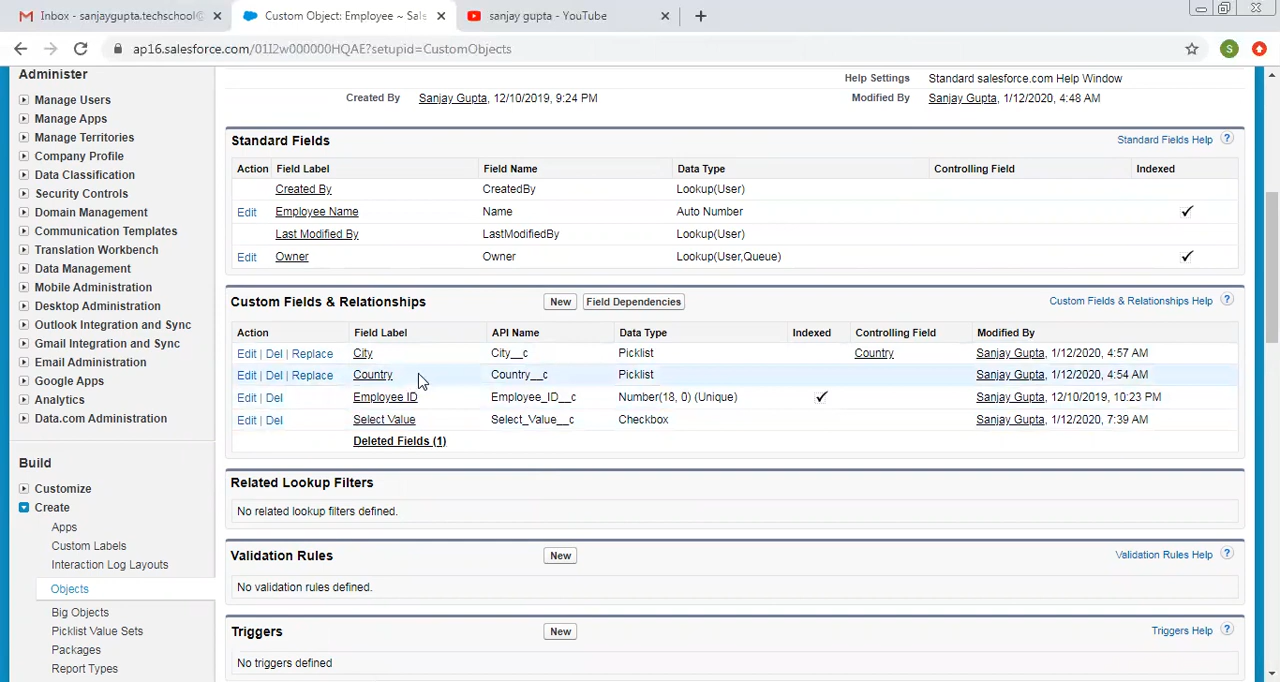 Inbox - sanjaygupta.techschool@
Custom Object: Employee ~ Sales
sanjay gupta - YouTube
ap16.salesforce.com/01I2w000000HQAE?setupid=CustomObjects
S
Administer
Manage Users
Manage Apps
Manage Territories
Company Profile
Data Classification
Security Controls
Domain Management
Communication Templates
Translation Workbench
Data Management
Mobile Administration
Desktop Administration
Outlook Integration and Sync
Gmail Integration and Sync
Email Administration
Google Apps
Analytics
Data.com Administration
Build
Customize
Create
Apps
Custom Labels
Interaction Log Layouts
Objects
Big Objects
Picklist Value Sets
Packages
Report Types
Help Settings Standard salesforce.com Help Window
Created By Sanjay Gupta, 12/10/2019, 9:24 PM Modified By Sanjay Gupta, 1/12/2020, 4:48 AM
Standard Fields Standard Fields Help ?
Action Field Label Field Name Data Type Controlling Field Indexed
Created By CreatedBy Lookup(User)
Edit Employee Name Name Auto Number ✓
Last Modified By LastModifiedBy Lookup(User)
Edit Owner Owner Lookup(User,Queue) ✓
Custom Fields & Relationships New Field Dependencies Custom Fields & Relationships Help ?
Action Field Label API Name Data Type Indexed Controlling Field Modified By
Edit | Del | Replace City City__c Picklist Country Sanjay Gupta, 1/12/2020, 4:57 AM
Edit | Del | Replace Country Country__c Picklist Sanjay Gupta, 1/12/2020, 4:54 AM
Edit | Del Employee ID Employee_ID__c Number(18, 0) (Unique) ✓ Sanjay Gupta, 12/10/2019, 10:23 PM
Edit | Del Select Value Select_Value__c Checkbox Sanjay Gupta, 1/12/2020, 7:39 AM
Deleted Fields (1)
Related Lookup Filters
No related lookup filters defined.
Validation Rules New Validation Rules Help ?
No validation rules defined.
Triggers New Triggers Help ?
No triggers defined